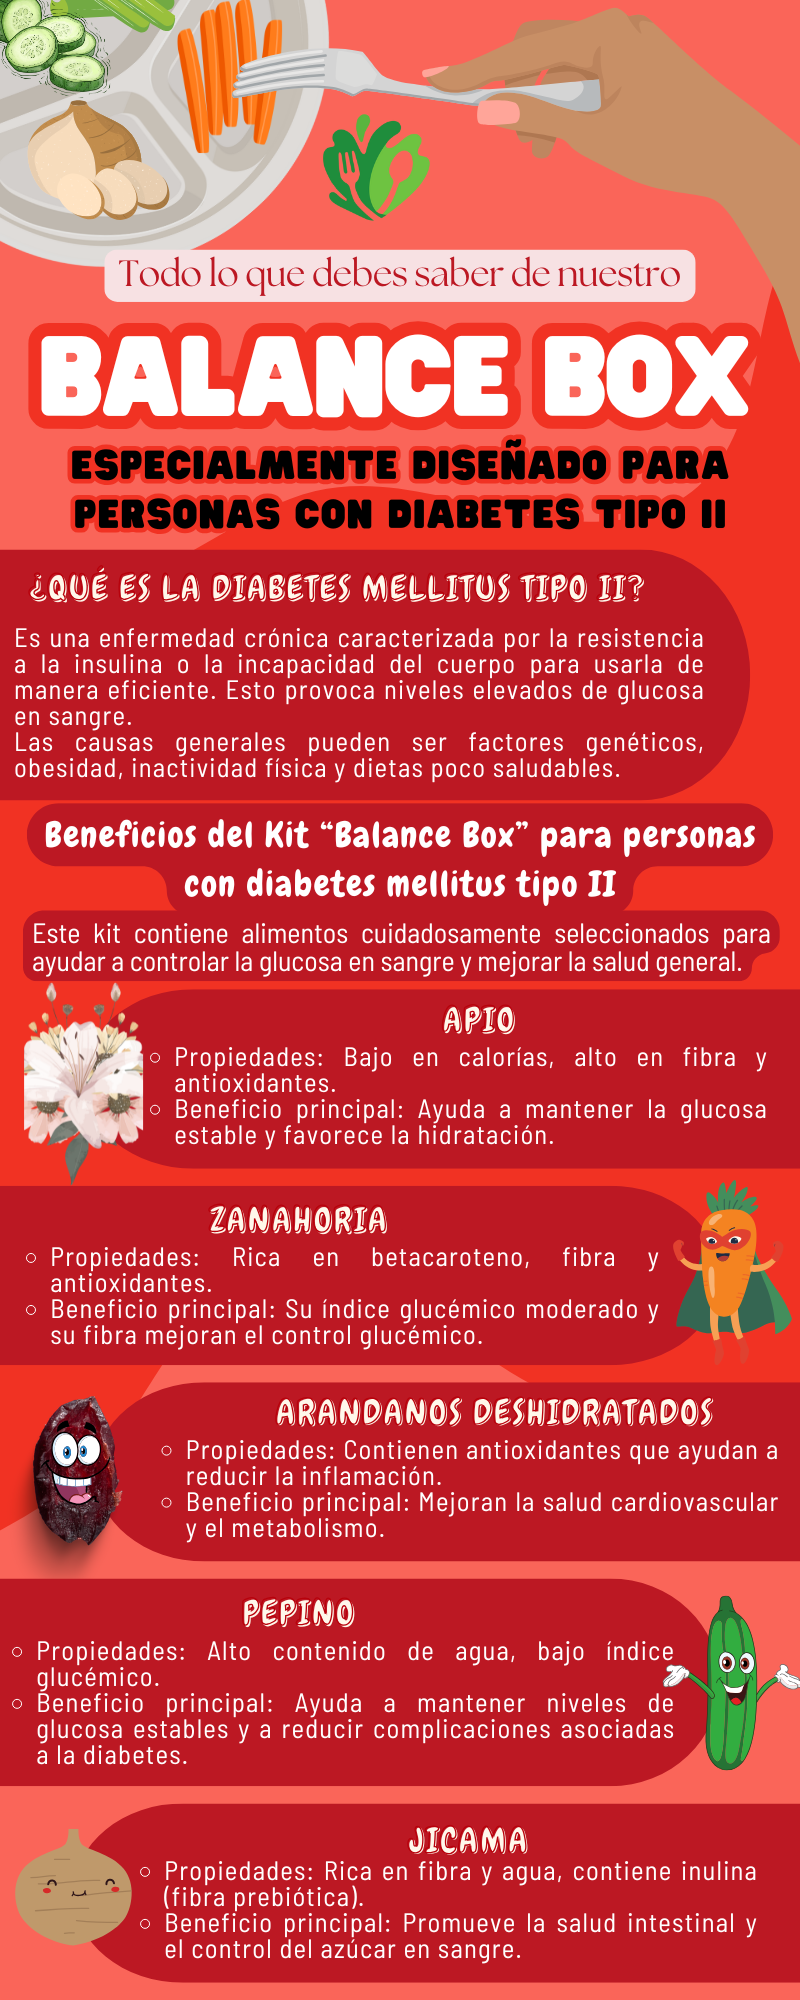 Todo lo que debes saber de nuestro
BALANCE BOX
ESPECIALMENTE DISEÑADO PARA
PERSONAS CON DIABETES TIPO II
¿QUÉ ES LA DIABETES MELLITUS TIPO II?
Es una enfermedad crónica caracterizada por la resistencia
a la insulina o la incapacidad del cuerpo para usarla de
manera eficiente. Esto provoca niveles elevados de glucosa
en sangre.
Las causas generales pueden ser factores genéticos,
obesidad, inactividad física y dietas poco saludables.
Beneficios del Kit “Balance Box” para personas
con diabetes mellitus tipo II
Este kit contiene alimentos cuidadosamente seleccionados para
ayudar a controlar la glucosa en sangre y mejorar la salud general.
APIO
Propiedades: Bajo en calorías, alto en fibra y
antioxidantes.
Beneficio principal: Ayuda a mantener la glucosa
estable y favorece la hidratación.
ZANAHORIA
Propiedades: Rica en betacaroteno, fibra y
antioxidantes.
Beneficio principal: Su índice glucémico moderado y
su fibra mejoran el control glucémico.
ARANDANOS DESHIDRATADOS
Propiedades: Contienen antioxidantes que ayudan a
reducir la inflamación.
Beneficio principal: Mejoran la salud cardiovascular
y el metabolismo.
PEPINO
Propiedades: Alto contenido de agua, bajo índice
glucémico.
Beneficio principal: Ayuda a mantener niveles de
glucosa estables y a reducir complicaciones asociadas
a la diabetes.
JICAMA
Propiedades: Rica en fibra y agua, contiene inulina
(fibra prebiótica).
Beneficio principal: Promueve la salud intestinal y
el control del azúcar en sangre.